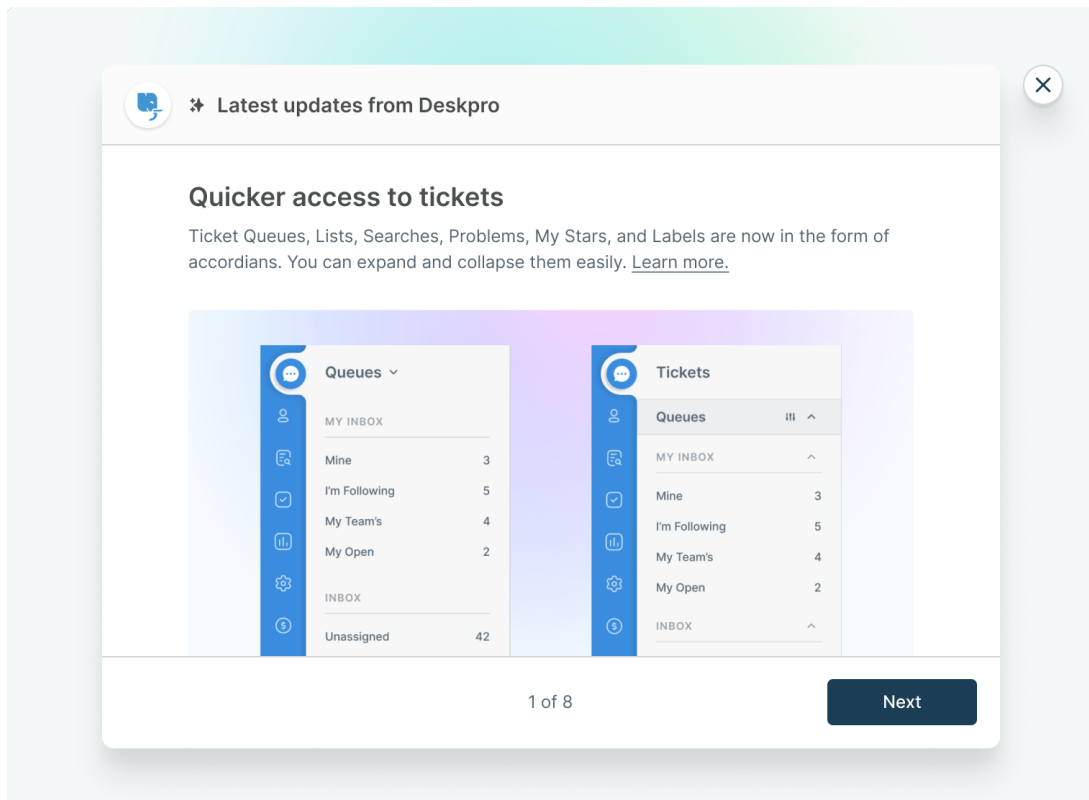 Latest updates from Deskpro
Quicker access to tickets
Ticket Queues, Lists, Searches, Problems, My Stars, and Labels are now in the form of
accordians. You can expand and collapse them easily. Learn more.
Queues
MY INBOX
Mine 3
I'm Following 5
My Team's 4
My Open 2
INBOX
Unassigned 42
Tickets
Queues
MY INBOX
Mine 3
I'm Following 5
My Team's 4
My Open 2
INBOX
1 of 8
Next